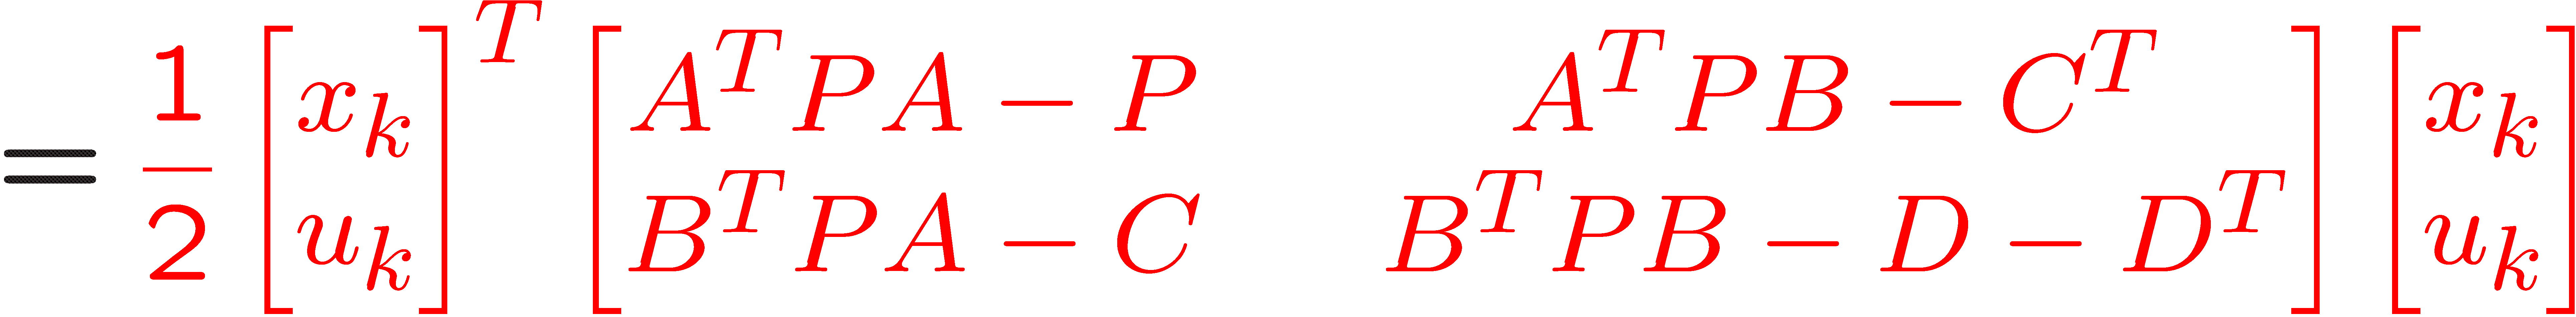 = \frac{1}{2} \begin{bmatrix} x_k \\ u_k \end{bmatrix}^T \begin{bmatrix} A^T P A - P & A^T P B - C^T \\ B^T P A - C & B^T P B - D - D^T \end{bmatrix} \begin{bmatrix} x_k \\ u_k \end{bmatrix}